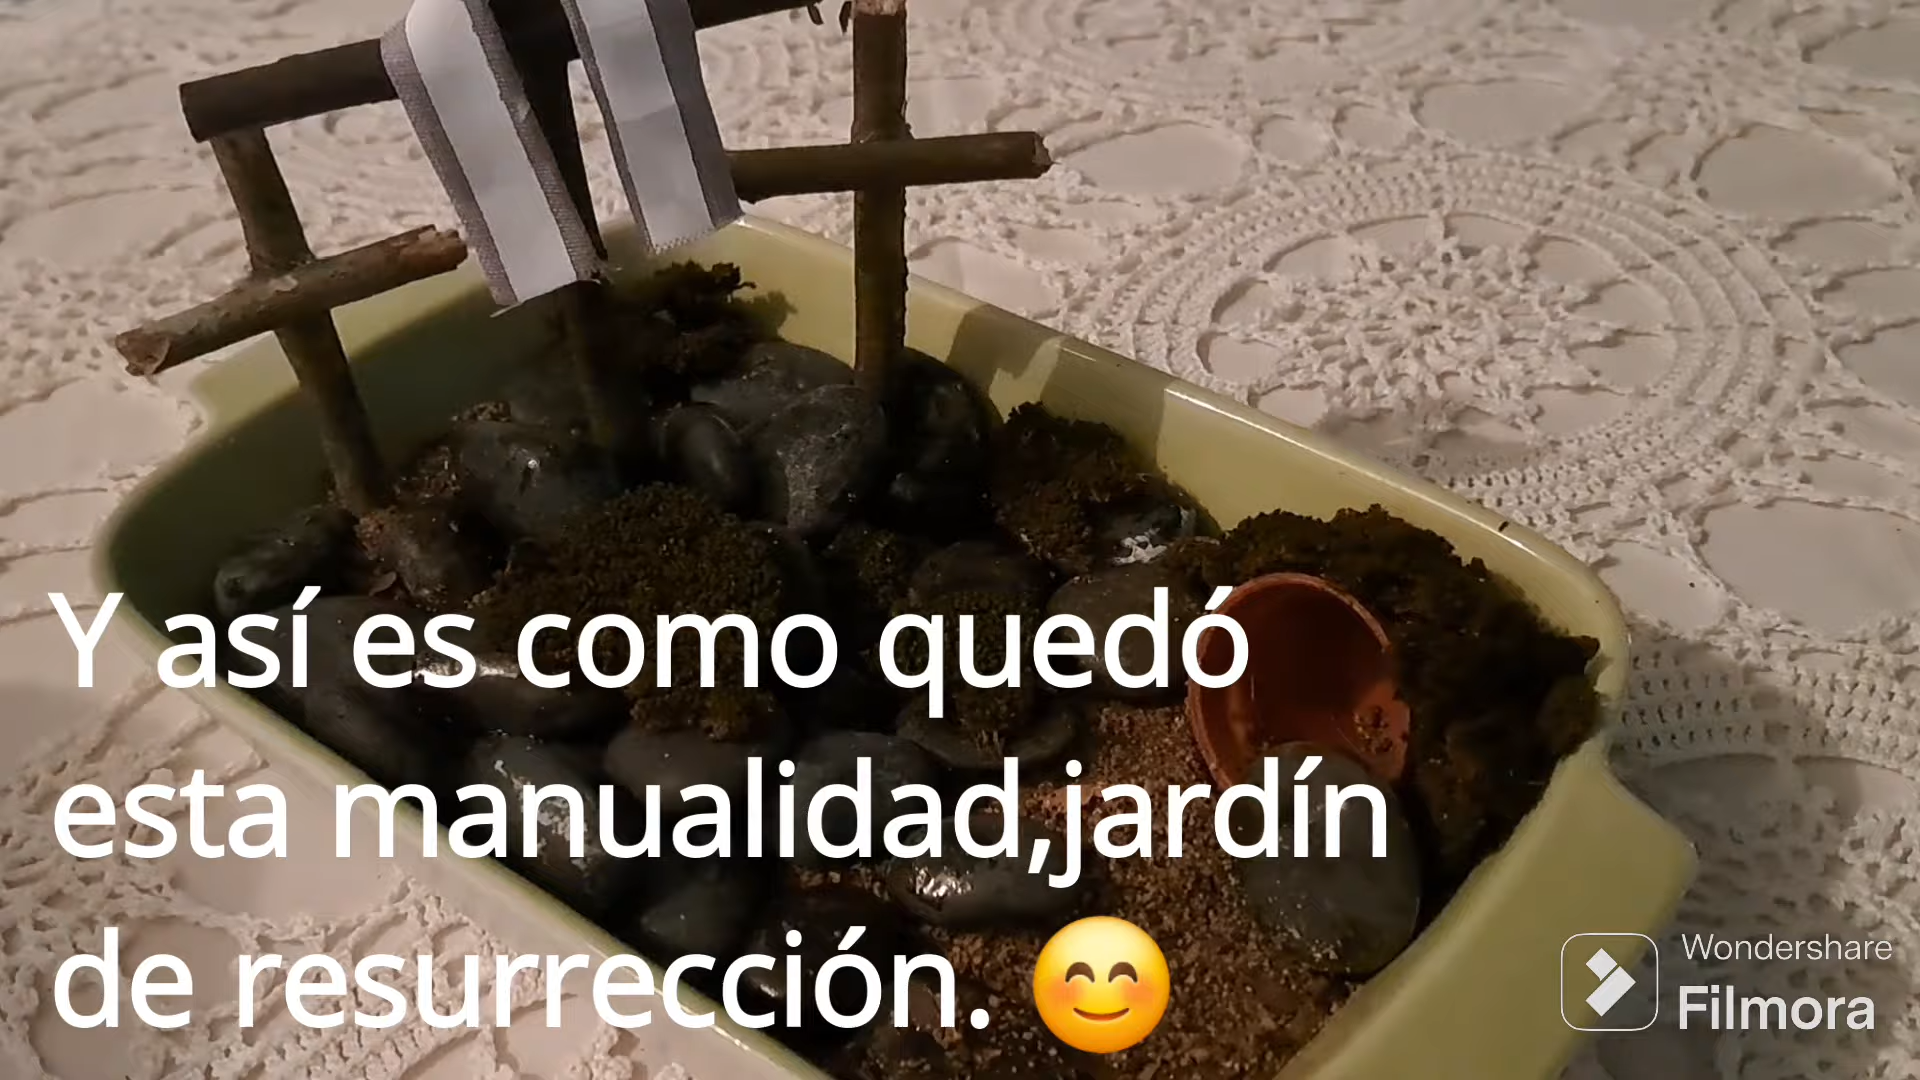 Y así es como quedó
esta manualidad,jardín
de resurrección. 😊
Wondershare
Filmora